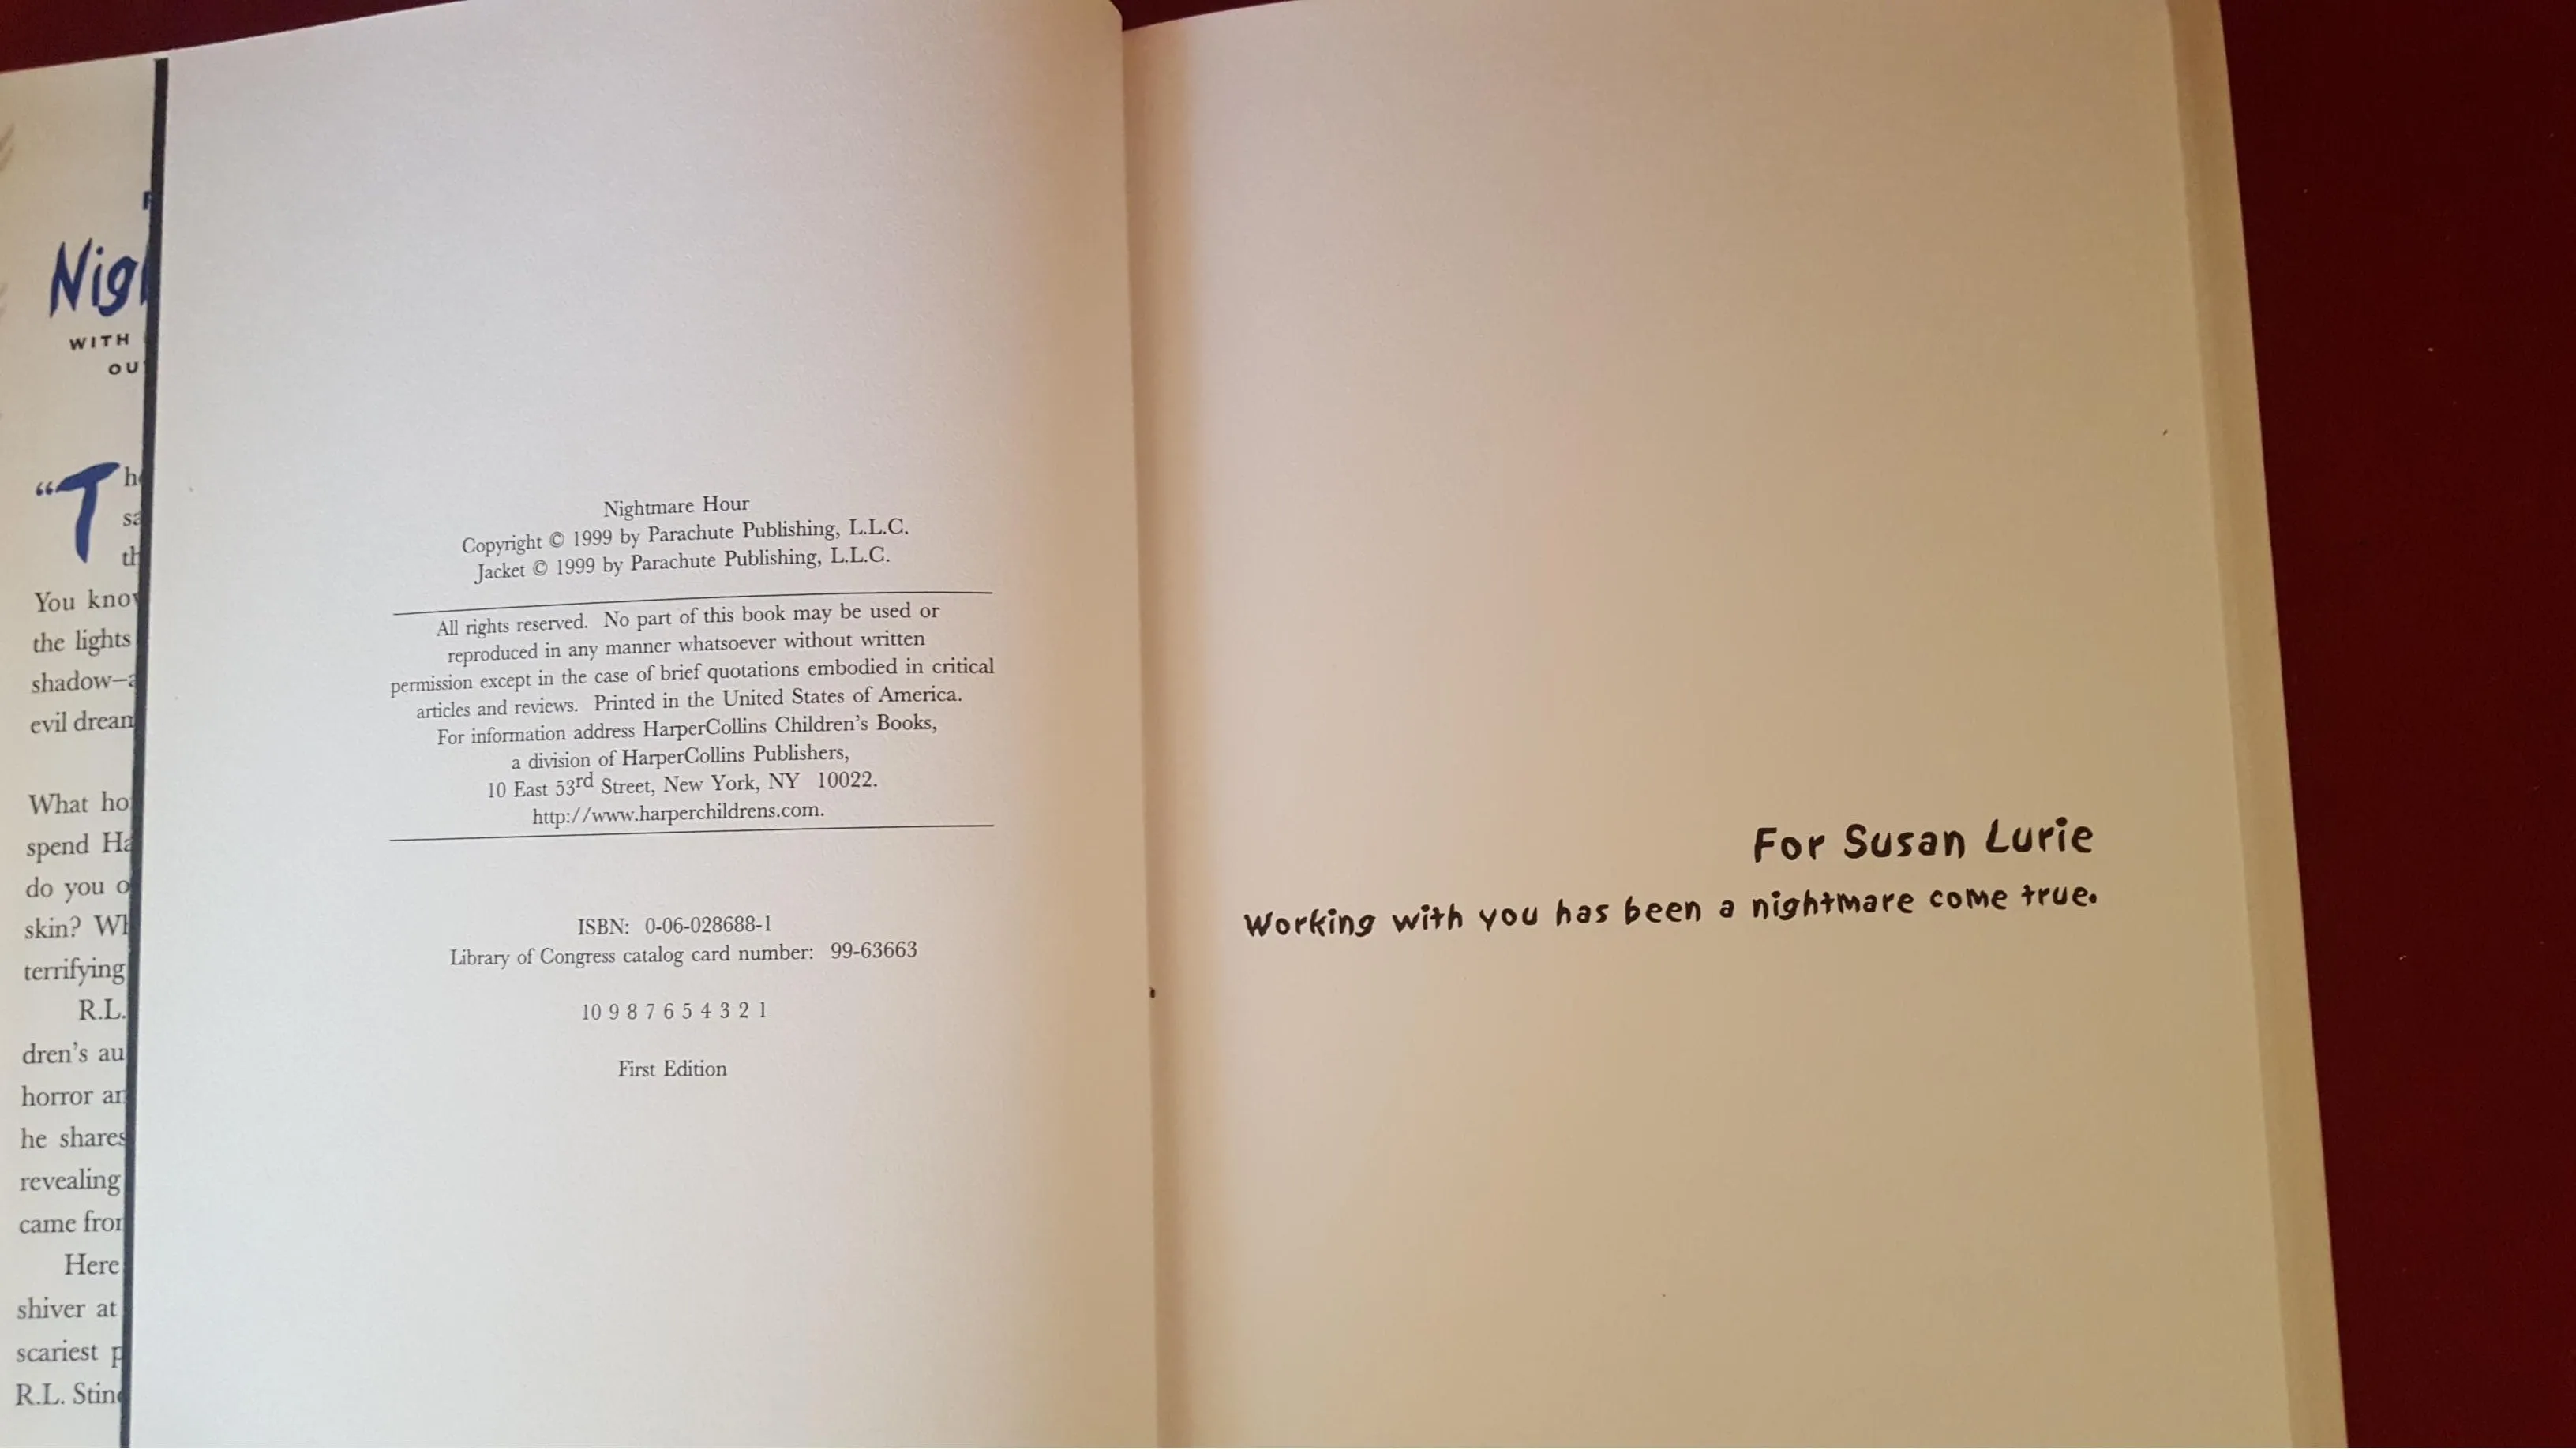 Nig
WITH
OU
“The
sa
th
You know
the lights
shadow—a
evil dream
What ho
spend Ha
do you o
skin? Wh
terrifying
R.L.
dren’s au
horror an
he shares
revealing
came from
Here
shiver at
scariest p
R.L. Stine
Nightmare Hour
Copyright © 1999 by Parachute Publishing, L.L.C.
Jacket © 1999 by Parachute Publishing, L.L.C.
All rights reserved. No part of this book may be used or
reproduced in any manner whatsoever without written
permission except in the case of brief quotations embodied in critical
articles and reviews. Printed in the United States of America.
For information address HarperCollins Children’s Books,
a division of HarperCollins Publishers,
10 East 53rd Street, New York, NY 10022.
http://www.harperchildrens.com.
ISBN: 0-06-028688-1
Library of Congress catalog card number: 99-63663
10 9 8 7 6 5 4 3 2 1
First Edition
For Susan Lurie
Working with you has been a nightmare come true.